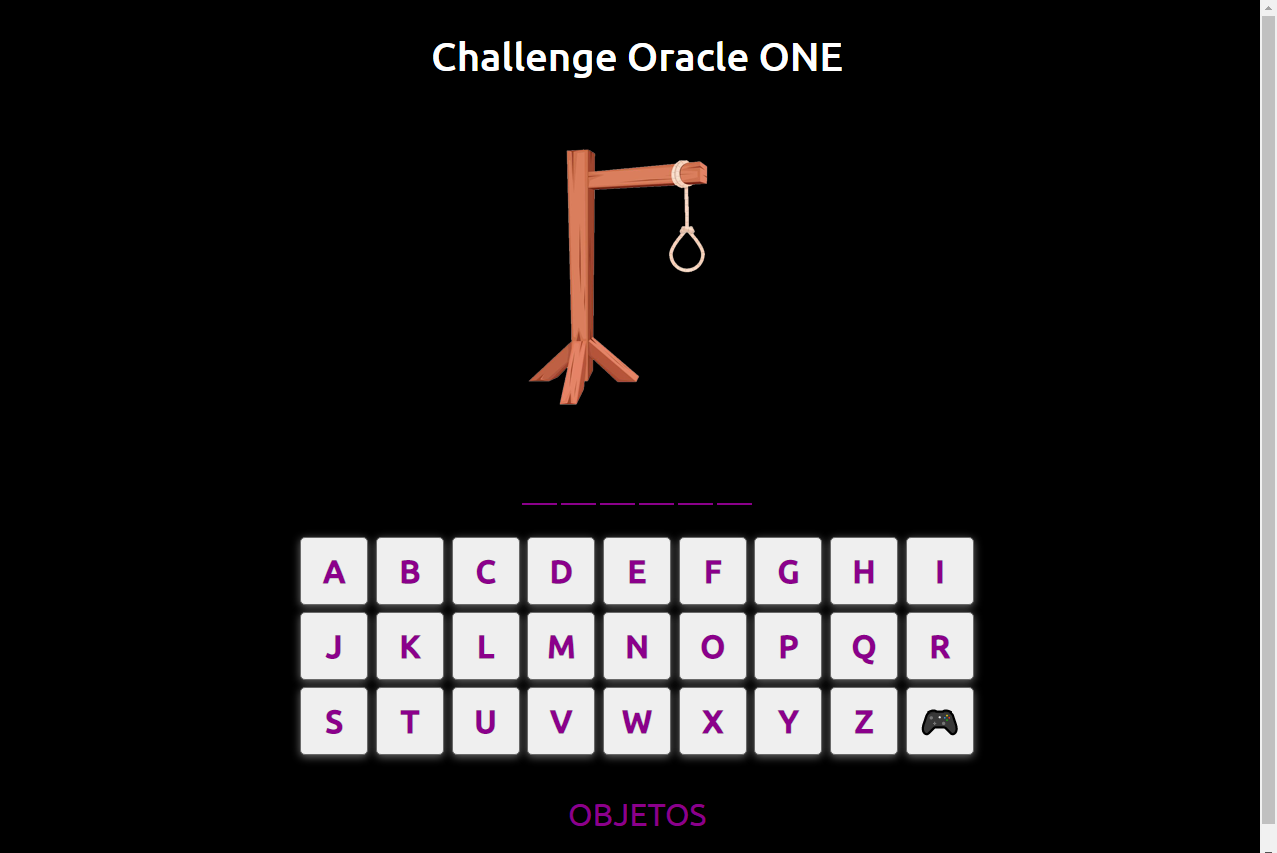 Challenge Oracle ONE
A B C D E F G H I
J K L M N O P Q R
S T U V W X Y Z
OBJETOS